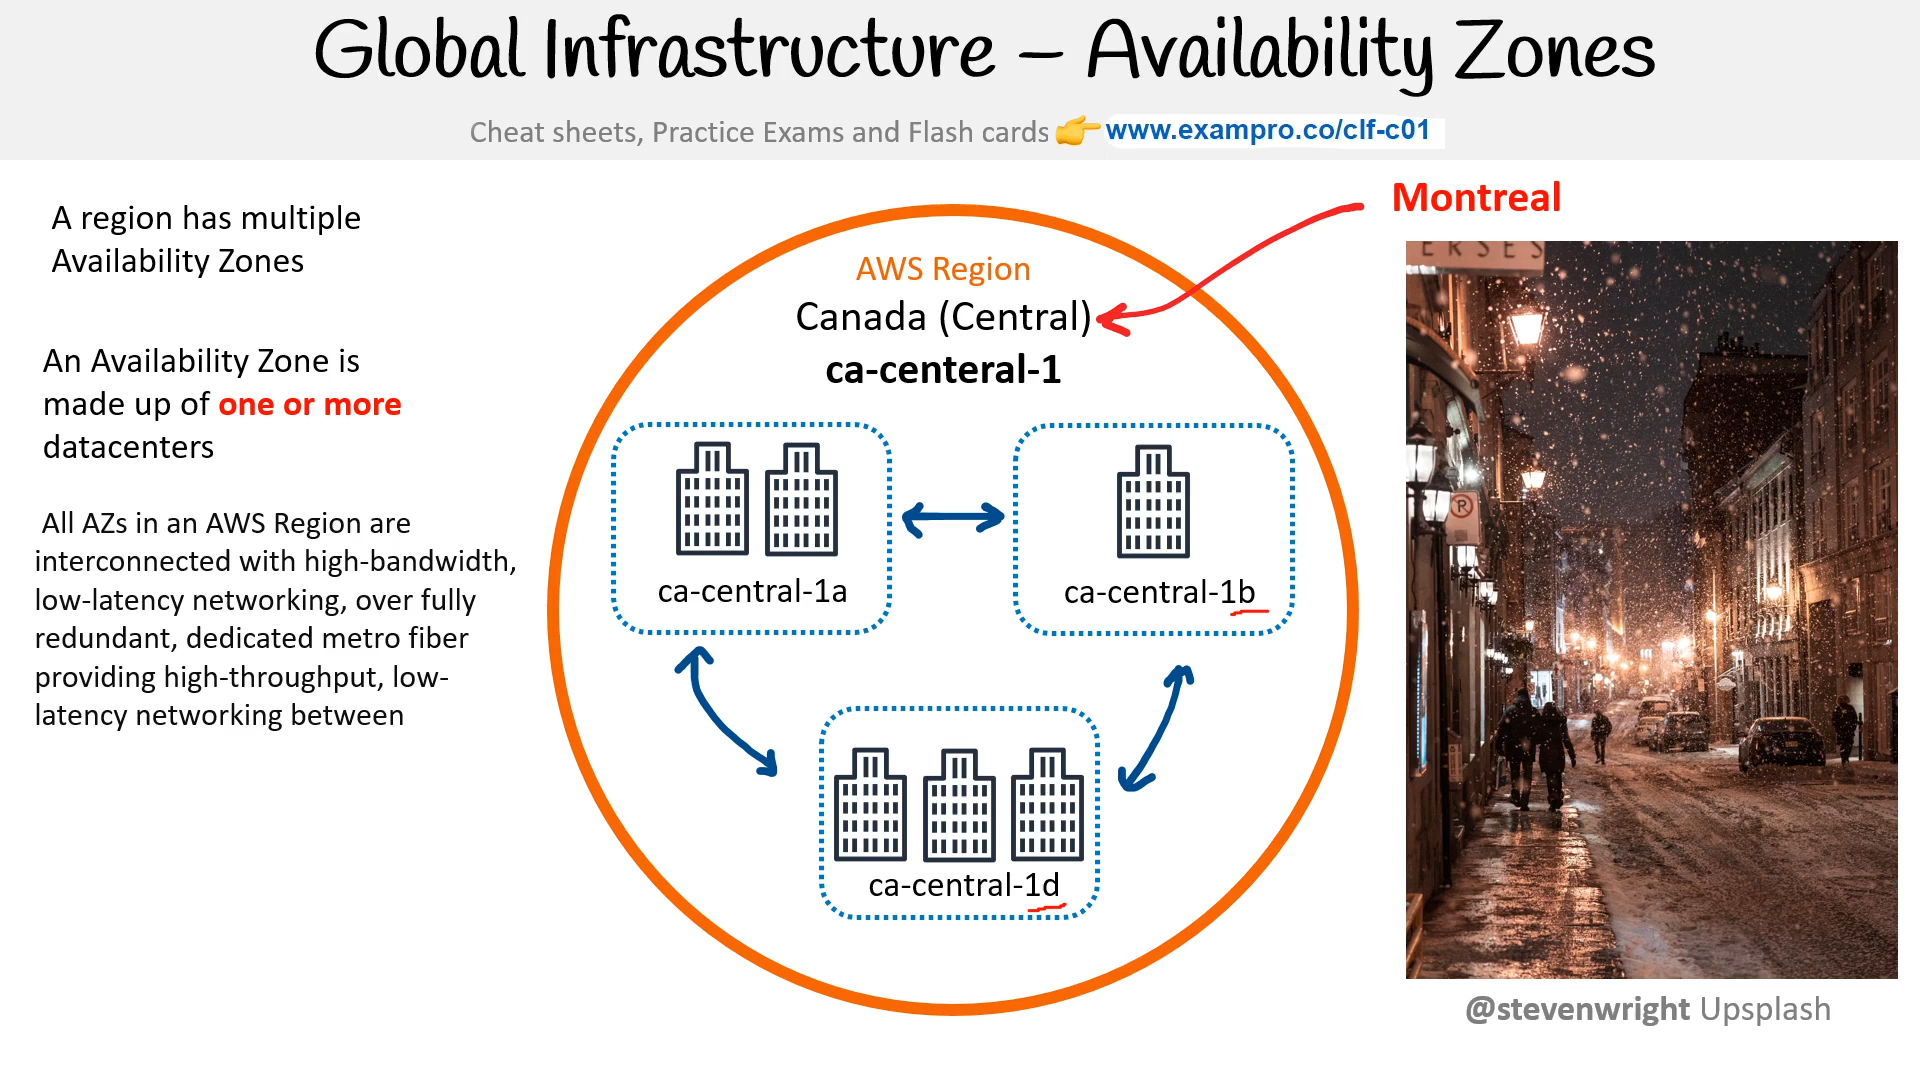 Global Infrastructure – Availability Zones
Cheat sheets, Practice Exams and Flash cards 👉 www.exampro.co/clf-c01
A region has multiple
Availability Zones
An Availability Zone is
made up of one or more
datacenters
All AZs in an AWS Region are
interconnected with high-bandwidth,
low-latency networking, over fully
redundant, dedicated metro fiber
providing high-throughput, low-
latency networking between
AWS Region
Canada (Central)
ca-centeral-1
ca-central-1a
ca-central-1b
ca-central-1d
Montreal
ERSES
P
@stevenwright Upsplash